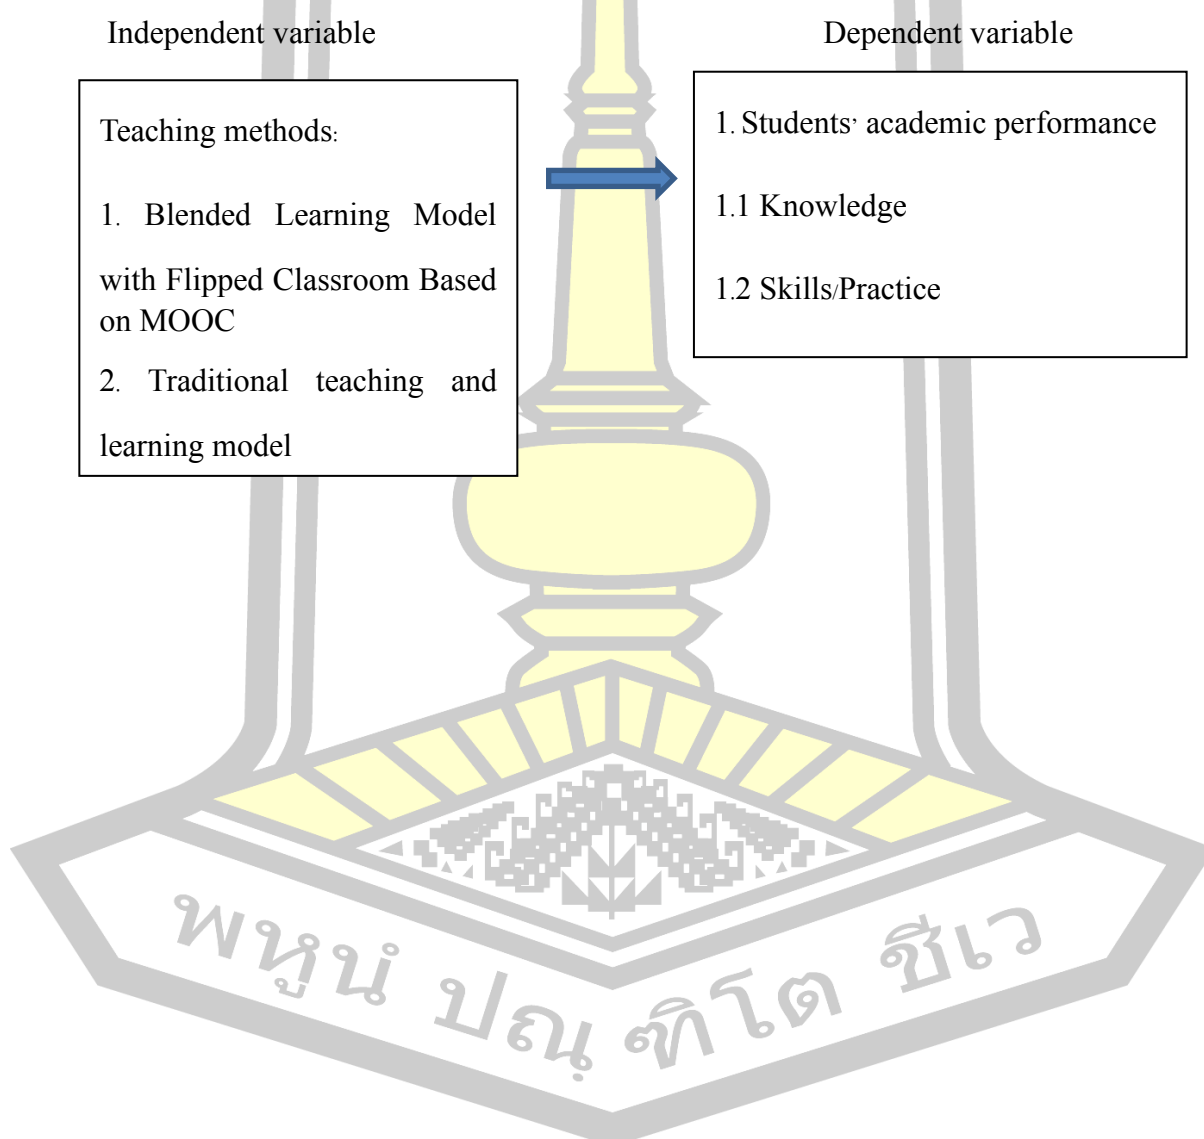 Independent variable
Dependent variable
Teaching methods:
1. Blended Learning Model
with Flipped Classroom Based
on MOOC
2. Traditional teaching and
learning model
1. Students' academic performance
1.1 Knowledge
1.2 Skills/Practice
พหูนํ ปณฺฑิโต ชีเว